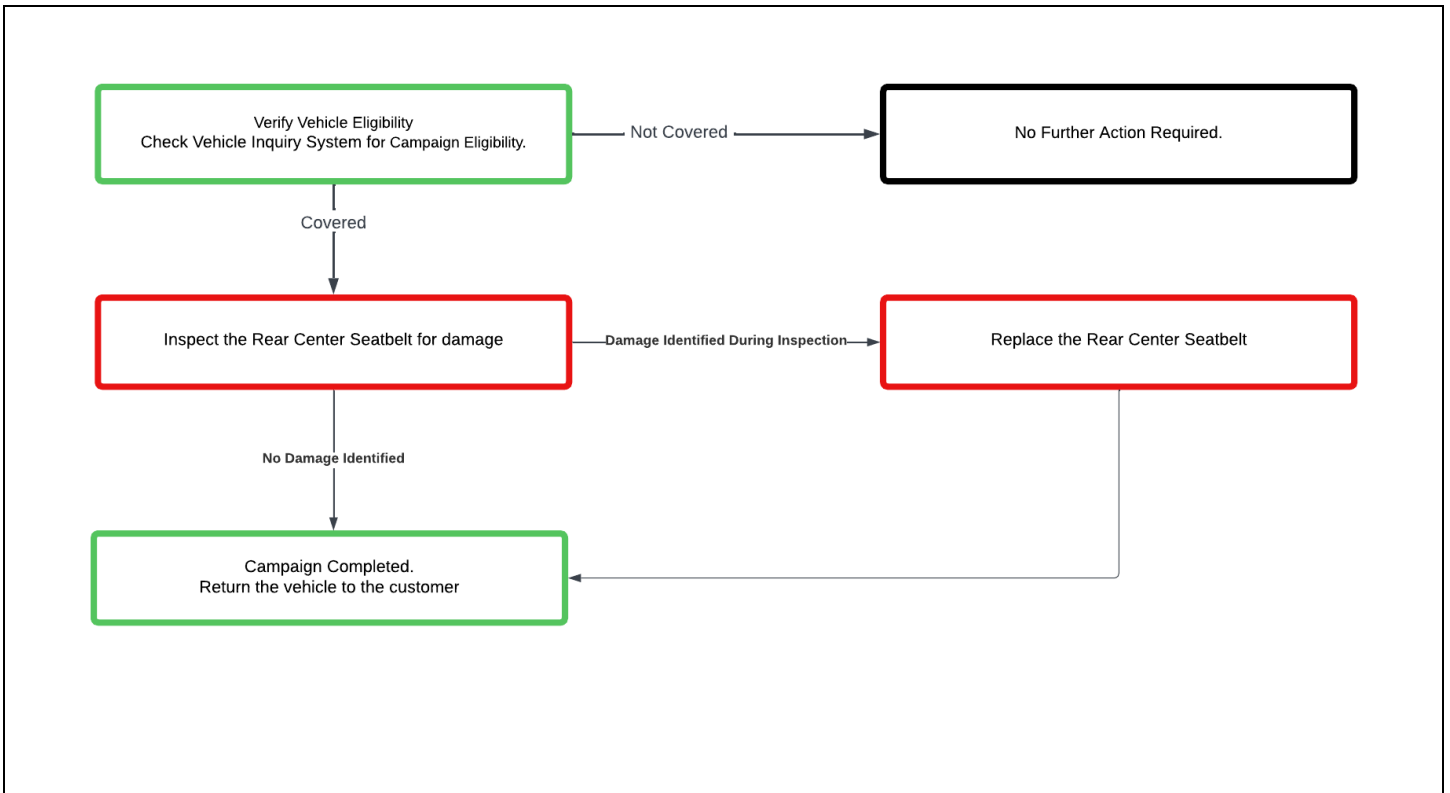 Verify Vehicle Eligibility
Check Vehicle Inquiry System for Campaign Eligibility.
Not Covered
No Further Action Required.
Covered
Inspect the Rear Center Seatbelt for damage
Damage Identified During Inspection
Replace the Rear Center Seatbelt
No Damage Identified
Campaign Completed.
Return the vehicle to the customer